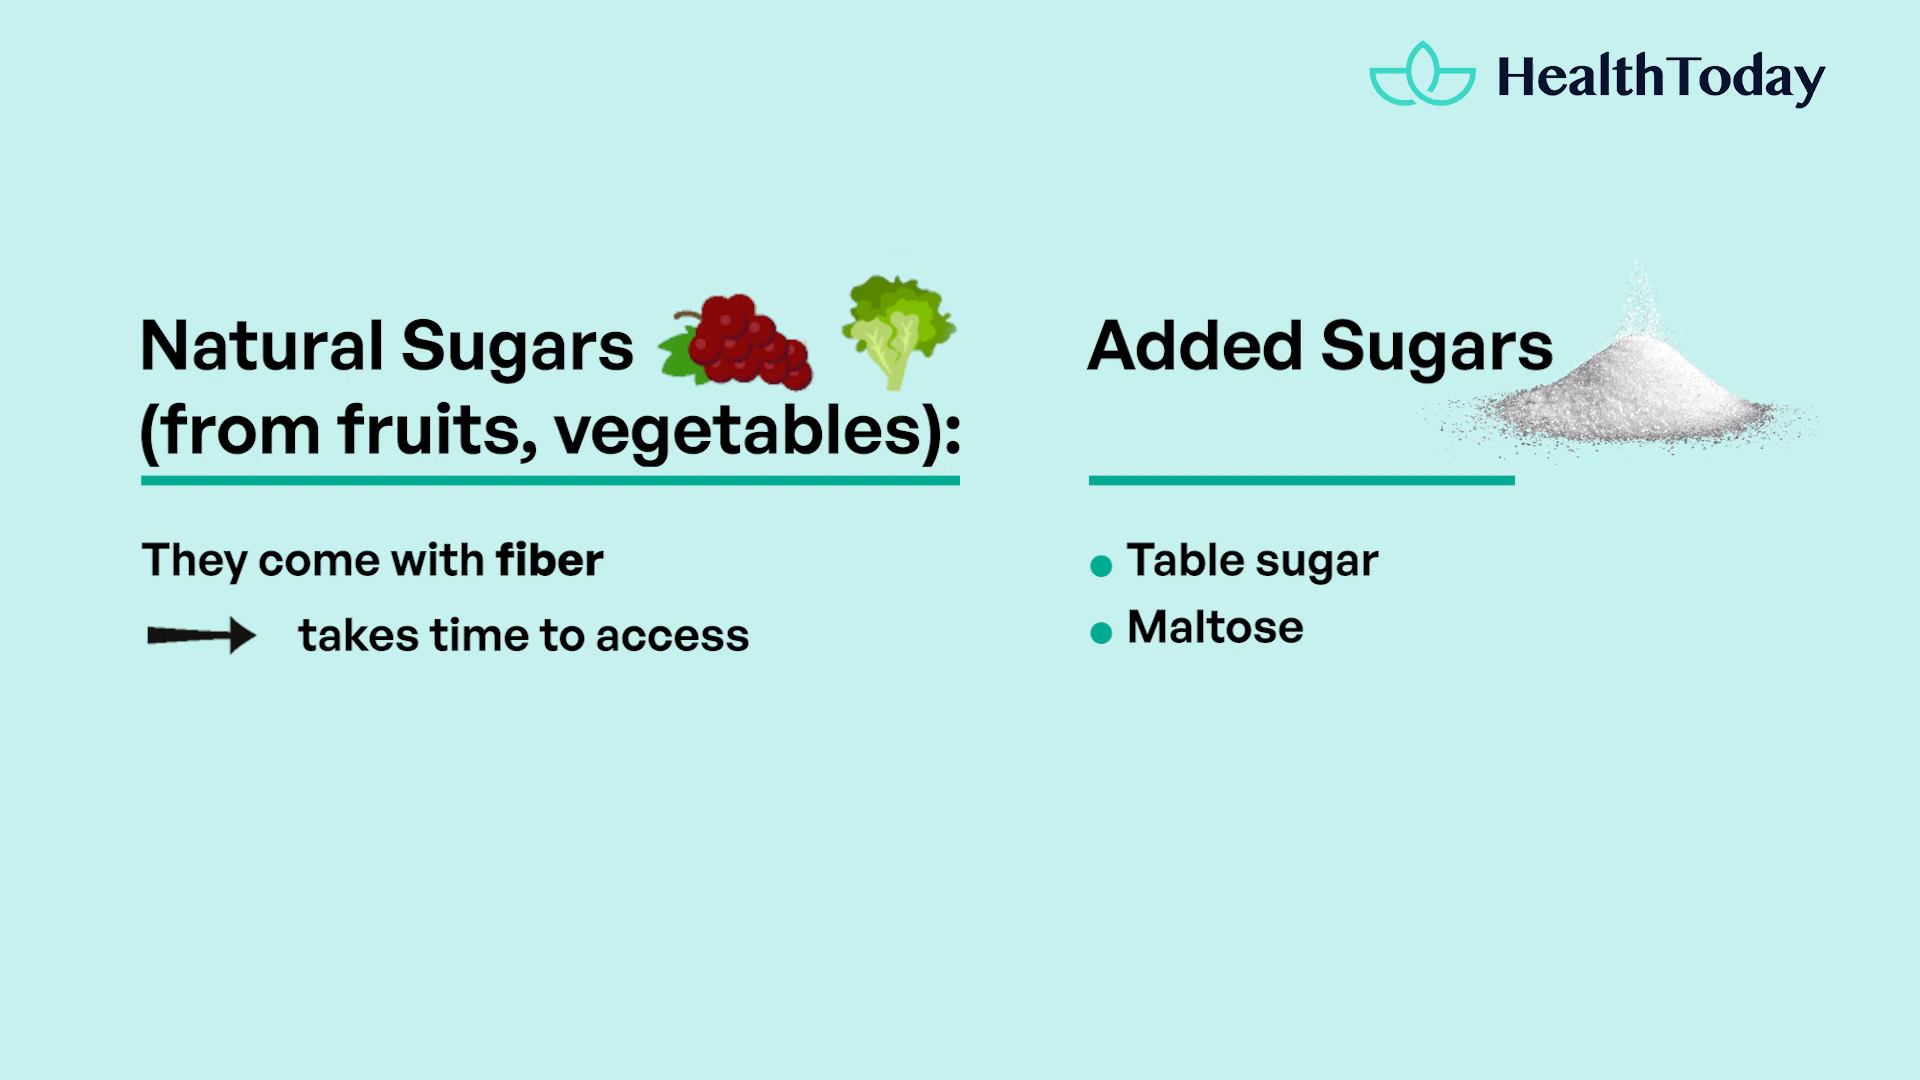 HealthToday
Natural Sugars
(from fruits, vegetables):
They come with fiber
takes time to access
Added Sugars
Table sugar
Maltose